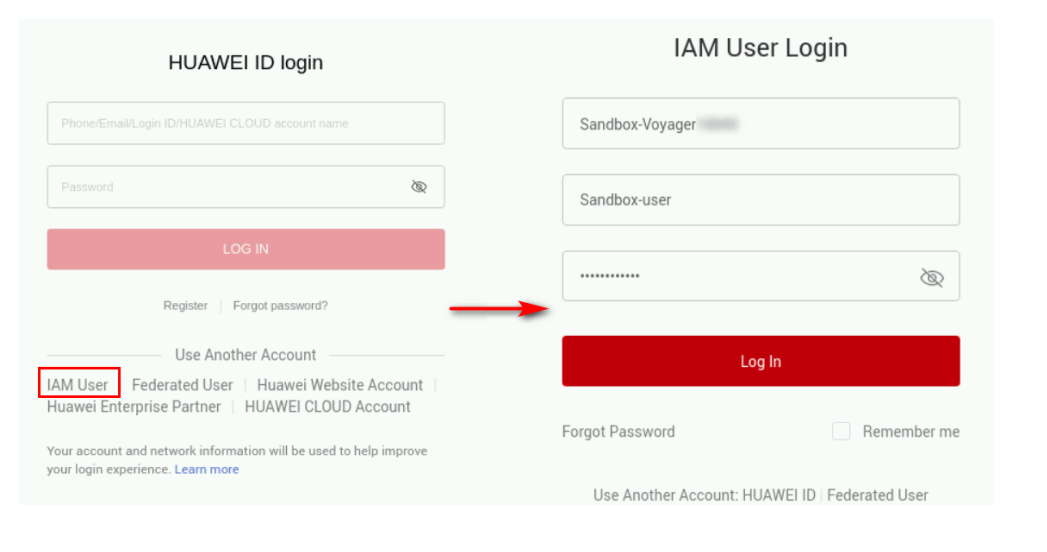 HUAWEI ID login
Phone/Email/Login ID/HUAWEI CLOUD account name
Password
LOG IN
Register | Forgot password?
Use Another Account
IAM User | Federated User | Huawei Website Account |
Huawei Enterprise Partner | HUAWEI CLOUD Account
Your account and network information will be used to help improve
your login experience. Learn more
IAM User Login
Sandbox-Voyager
Sandbox-user
············
Log In
Forgot Password
Remember me
Use Another Account: HUAWEI ID | Federated User